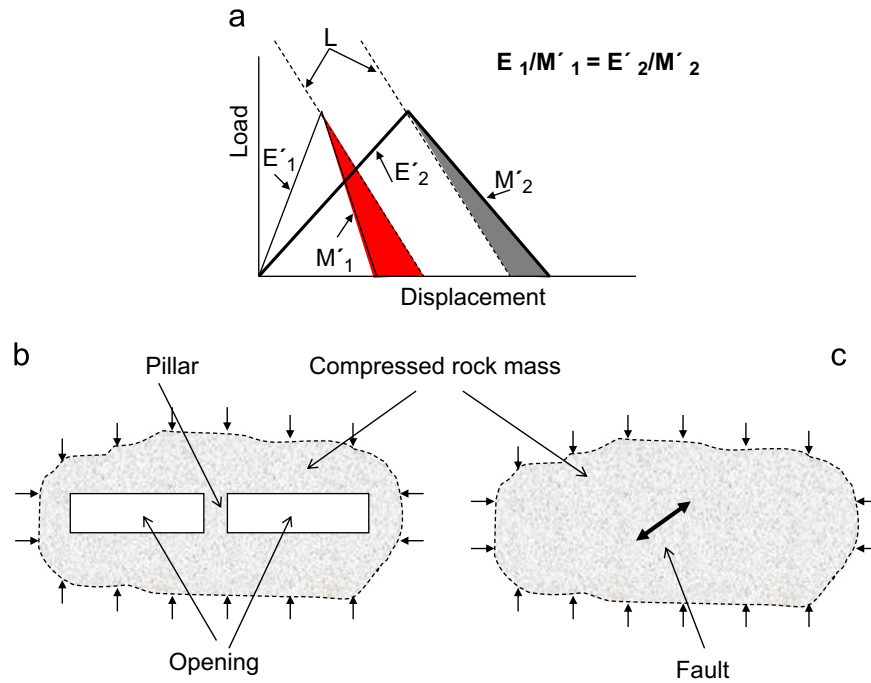 a
L
E ₁/M´ ₁ = E´ ₂/M´ ₂
Load
E´₁
E´₂
M´₂
M´₁
Displacement
b
Pillar
Compressed rock mass
c
Opening
Fault